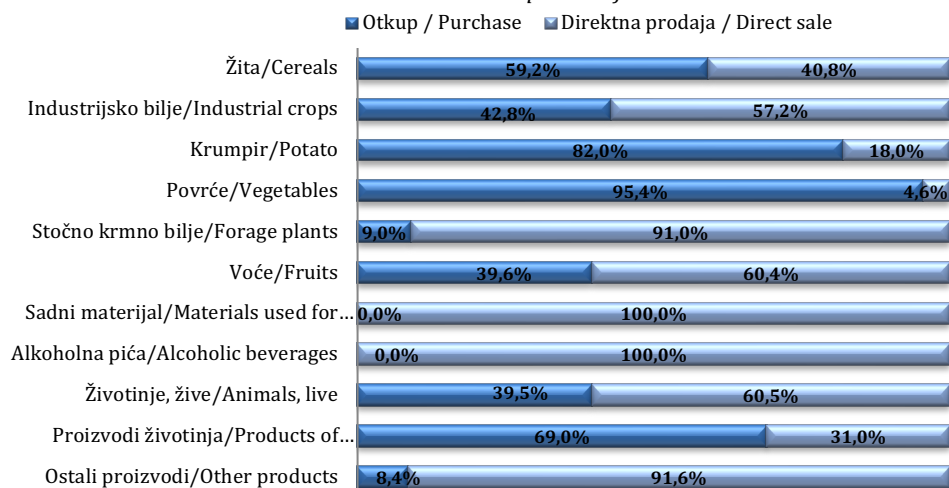 Otkup / Purchase Direktna prodaja / Direct sale
Žita/Cereals 59,2% 40,8%
Industrijsko bilje/Industrial crops 42,8% 57,2%
Krumpir/Potato 82,0% 18,0%
Povrće/Vegetables 95,4% 4,6%
Stočno krmno bilje/Forage plants 9,0% 91,0%
Voće/Fruits 39,6% 60,4%
Sadni materijal/Materials used for... 0,0% 100,0%
Alkoholna pića/Alcoholic beverages 0,0% 100,0%
Životinje, žive/Animals, live 39,5% 60,5%
Proizvodi životinja/Products of... 69,0% 31,0%
Ostali proizvodi/Other products 8,4% 91,6%